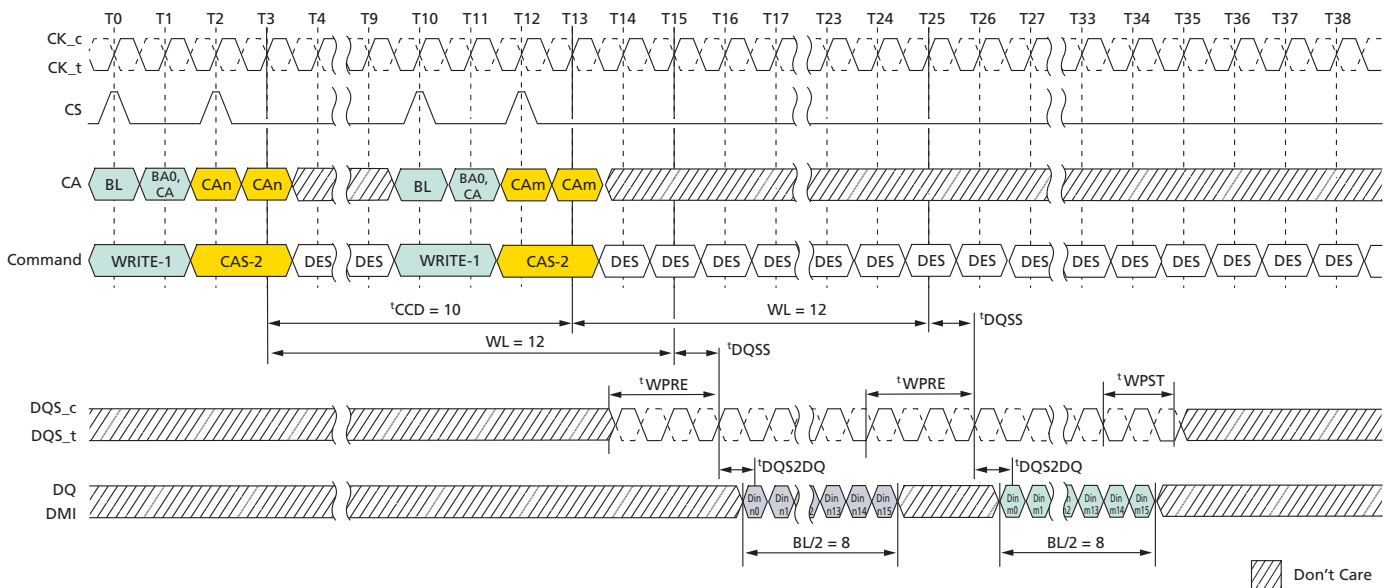 T0 T1 T2 T3 T4 T9 T10 T11 T12 T13 T14 T15 T16 T17 T23 T24 T25 T26 T27 T33 T34 T35 T36 T37 T38
CK_c
CK_t
CS
CA BL BA0, CA CAn CAn BL BA0, CA CAm CAm
Command WRITE-1 CAS-2 DES DES WRITE-1 CAS-2 DES DES DES DES DES DES DES DES DES DES DES DES DES DES DES
tCCD = 10 WL = 12 tDQSS
WL = 12 tDQSS
tWPRE tWPRE tWPST
DQS_c
DQS_t
tDQS2DQ tDQS2DQ
DQ
DMI
Din n0 Din n1 Din n13 Din n14 Din n15 Din m0 Din m1 Din m13 Din m14 Din m15
BL/2 = 8 BL/2 = 8
Don't Care